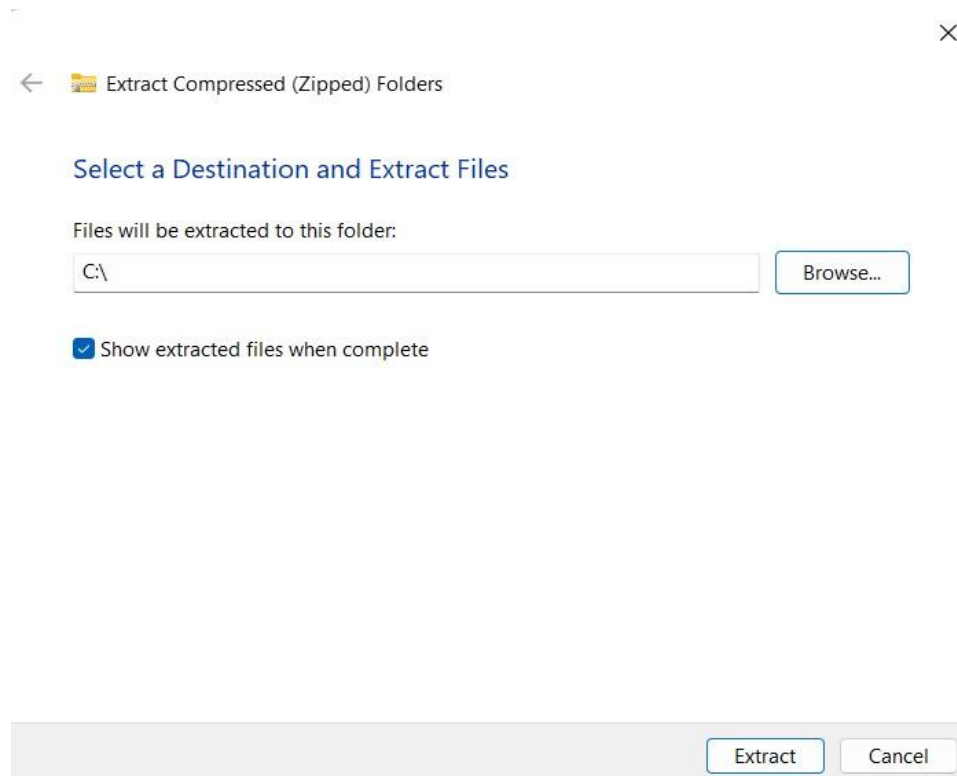 Extract Compressed (Zipped) Folders
Select a Destination and Extract Files
Files will be extracted to this folder:
C:\
Browse...
Show extracted files when complete
Extract
Cancel